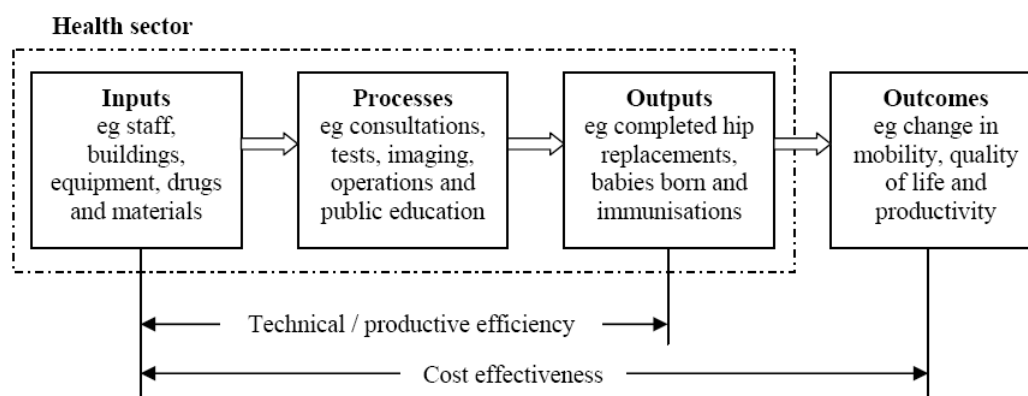 Health sector
Inputs
eg staff,
buildings,
equipment, drugs
and materials
Processes
eg consultations,
tests, imaging,
operations and
public education
Outputs
eg completed hip
replacements,
babies born and
immunisations
Outcomes
eg change in
mobility, quality
of life and
productivity
Technical / productive efficiency
Cost effectiveness